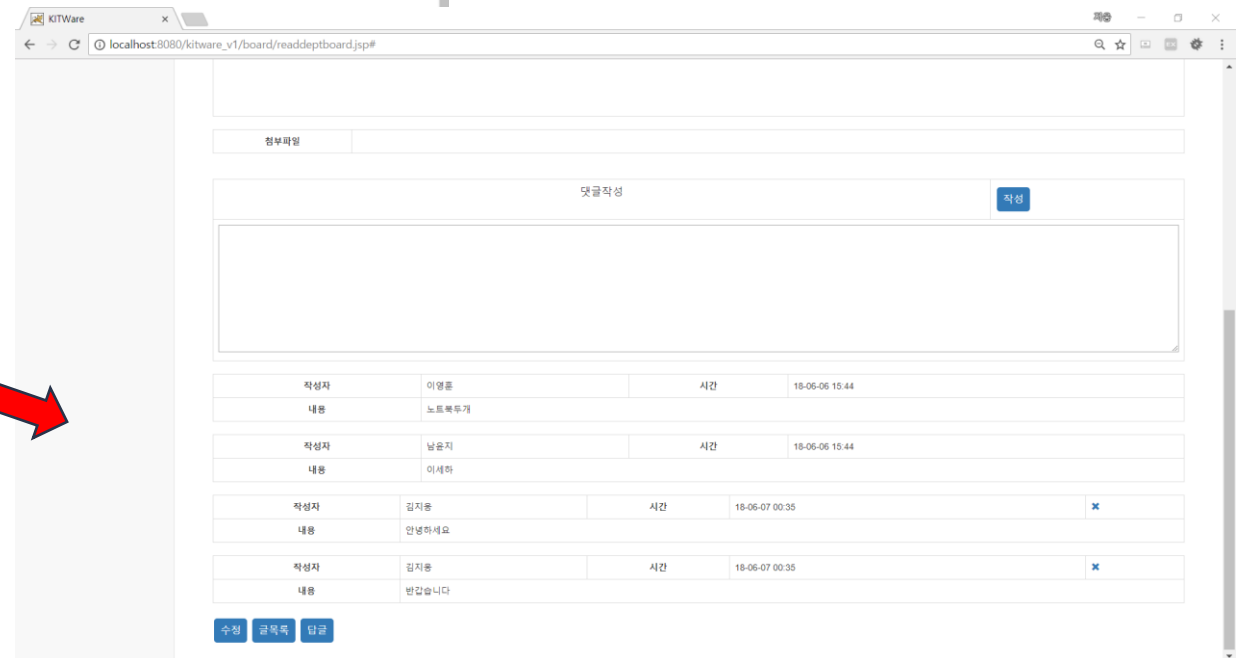 KITWare
지웅
localhost:8080/kitware_v1/board/readdeptboard.jsp#
첨부파일
댓글작성 작성
작성자 이영훈 시간 18-06-06 15:44
내용 노트북두개
작성자 남윤지 시간 18-06-06 15:44
내용 이세하
작성자 김지웅 시간 18-06-07 00:35
내용 안녕하세요
작성자 김지웅 시간 18-06-07 00:35
내용 반갑습니다
수정 글목록 답글